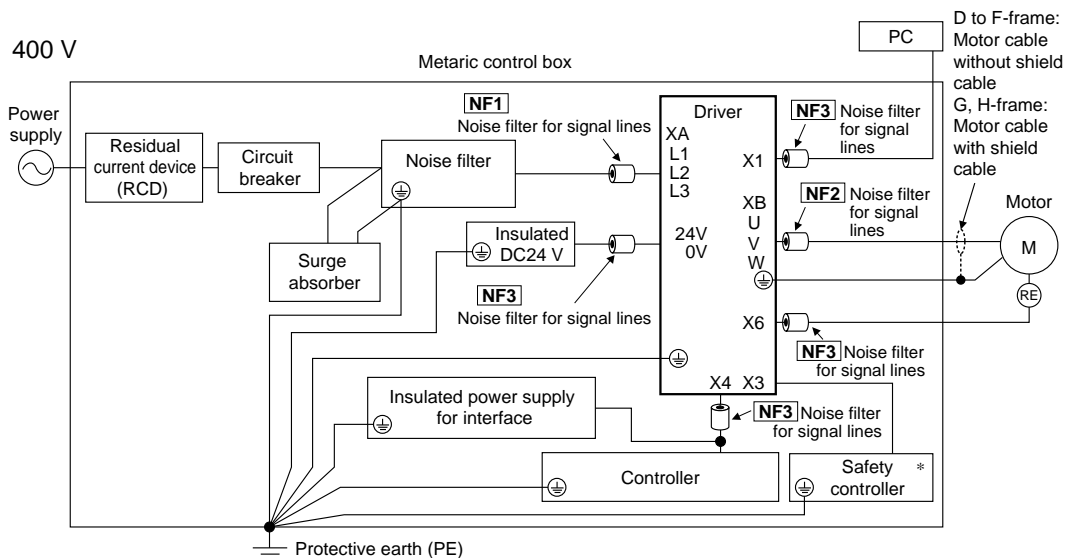 400 V
Metaric control box
PC
D to F-frame:
Motor cable
without shield
cable
G, H-frame:
Motor cable
with shield
cable
Power
supply
Residual
current device
(RCD)
Circuit
breaker
Noise filter
Surge
absorber
NF1
Noise filter for signal lines
Insulated
DC24 V
NF3
Noise filter for signal lines
Driver
XA
L1
L2
L3
24V
0V
X1
XB
U
V
W
X6
X4 X3
NF3 Noise filter
for signal
lines
NF2 Noise filter
for signal
lines
Motor
M
RE
NF3 Noise filter
for signal lines
NF3 Noise filter
for signal lines
Insulated power supply
for interface
Controller
Safety *
controller
Protective earth (PE)